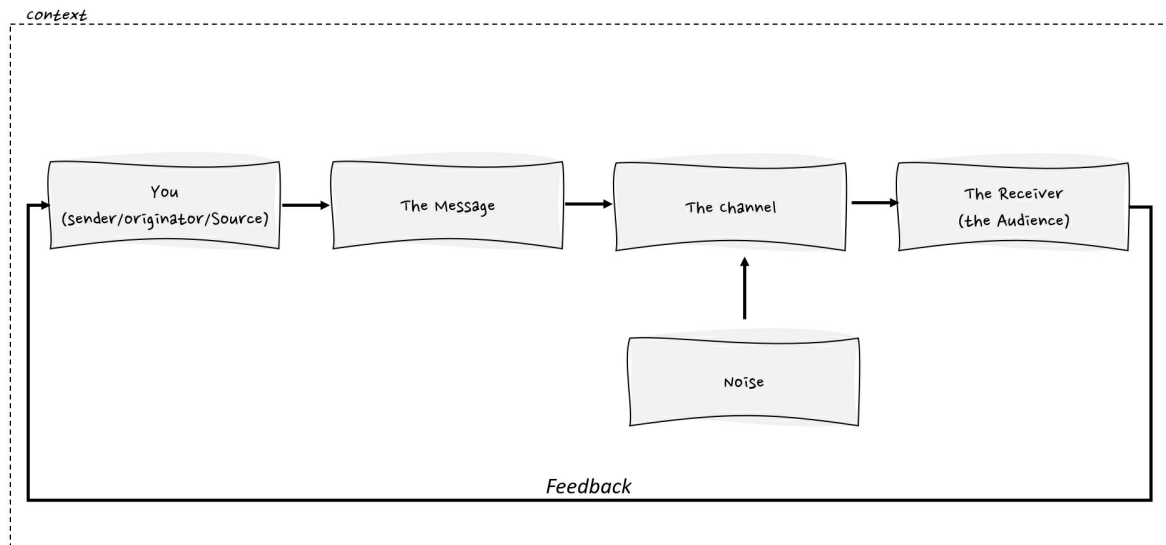 context
You
(sender/originator/Source)
The Message
The Channel
The Receiver
(the Audience)
Noise
Feedback